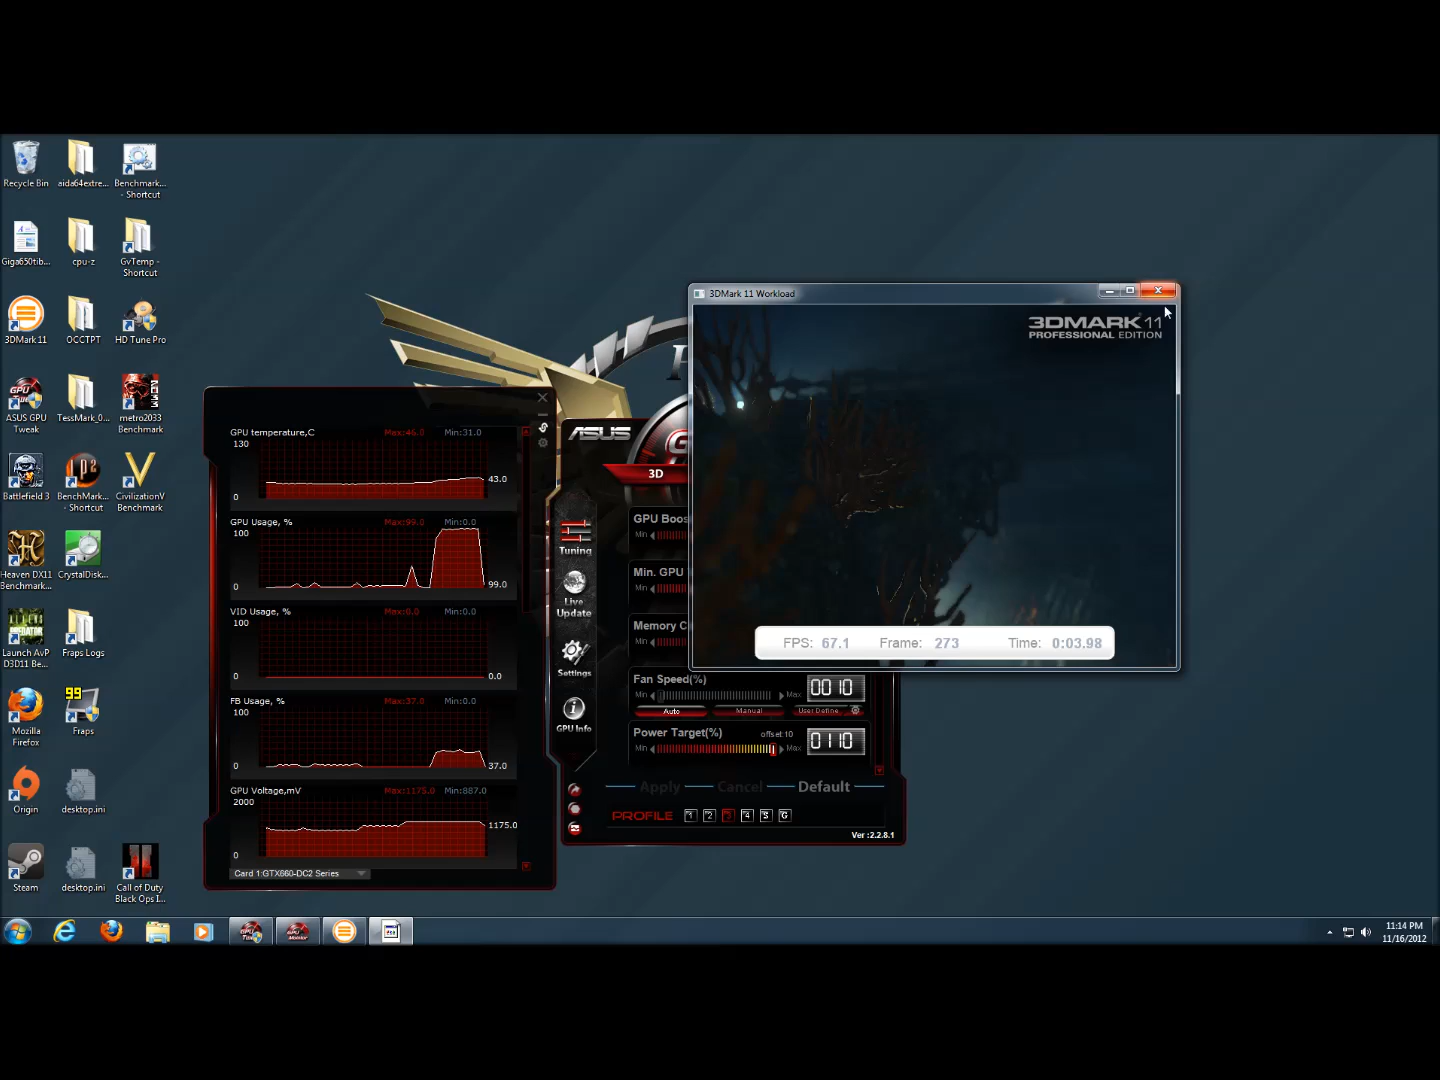 Recycle Bin
aida64extre...
Benchmark... - Shortcut
Giga650tib...
cpu-z
GvTemp - Shortcut
3DMark 11
OCCTPT
HD Tune Pro
ASUS GPU Tweak
TessMark_0...
metro2033 Benchmark
Battlefield 3
BenchMark... - Shortcut
CivilizationV Benchmark
Heaven DX11 Benchmark...
CrystalDisk...
Launch AvP D3D11 Be...
Fraps Logs
99
Mozilla Firefox
Fraps
Origin
desktop.ini
Steam
desktop.ini
Call of Duty Black Ops I...
GPU temperature,C Max:46.0 Min:31.0
130
43.0
0
GPU Usage, % Max:99.0 Min:0.0
100
0
99.0
VID Usage, % Max:0.0 Min:0.0
100
0
0.0
FB Usage, % Max:37.0 Min:0.0
100
0
37.0
GPU Voltage,mV Max:1175.0 Min:887.0
2000
1175.0
0
Card 1:GTX660-DC2 Series
ASUS
3D
Tuning
Live Update
Settings
GPU Info
GPU Boos
Min
Min. GPU
Min
Memory C
Min
Fan Speed(%)
Min Max 0010
Auto Manual User Define
Power Target(%) offset:10
Min Max 0110
Apply Cancel Default
PROFILE 1 2 3 4 S G
Ver :2.2.8.1
3DMark 11 Workload
3DMARK 11
PROFESSIONAL EDITION
FPS: 67.1 Frame: 273 Time: 0:03.98
11:14 PM
11/16/2012